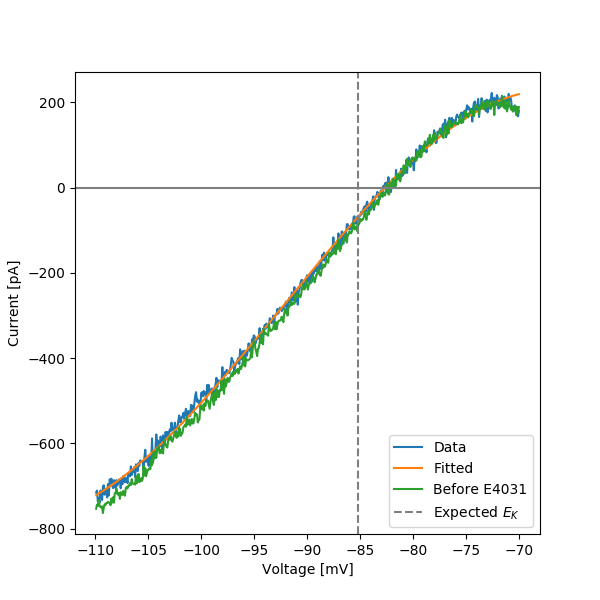 200
0
−200
−400
−600
−800
Current [pA]
Data
Fitted
Before E4031
Expected E_K
−110
−105
−100
−95
−90
−85
−80
−75
−70
Voltage [mV]